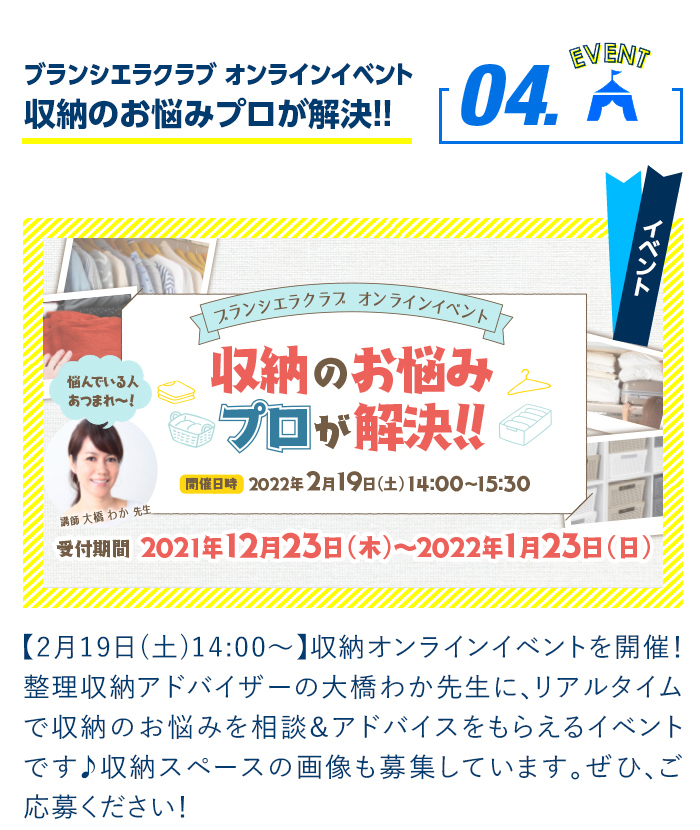 ブランシエラクラブ オンラインイベント
収納のお悩みプロが解決!!
04.
EVENT
イベント
ブランシエラクラブ オンラインイベント
収納のお悩み
プロが解決!!
悩んでいる人
あつまれ〜!
講師 大橋 わか 先生
開催日時 2022年2月19日(土)14:00〜15:30
受付期間 2021年12月23日(木)〜2022年1月23日(日)
【2月19日(土)14:00〜】収納オンラインイベントを開催!
整理収納アドバイザーの大橋わか先生に、リアルタイム
で収納のお悩みを相談&アドバイスをもらえるイベント
です♪収納スペースの画像も募集しています。ぜひ、ご
応募ください!